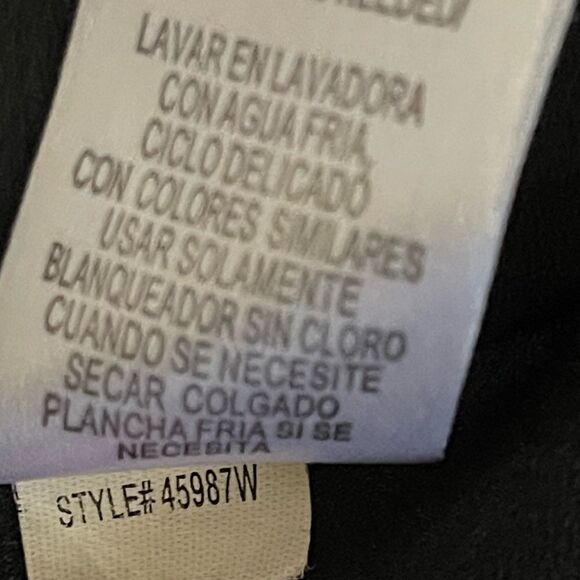 NEEDED/
LAVAR EN LAVADORA
CON AGUA FRIA,
CICLO DELICADO
CON COLORES SIMILARES
USAR SOLAMENTE
BLANQUEADOR SIN CLORO
CUANDO SE NECESITE
SECAR COLGADO
PLANCHA FRIA SI SE
NECESITA
STYLE# 45987W